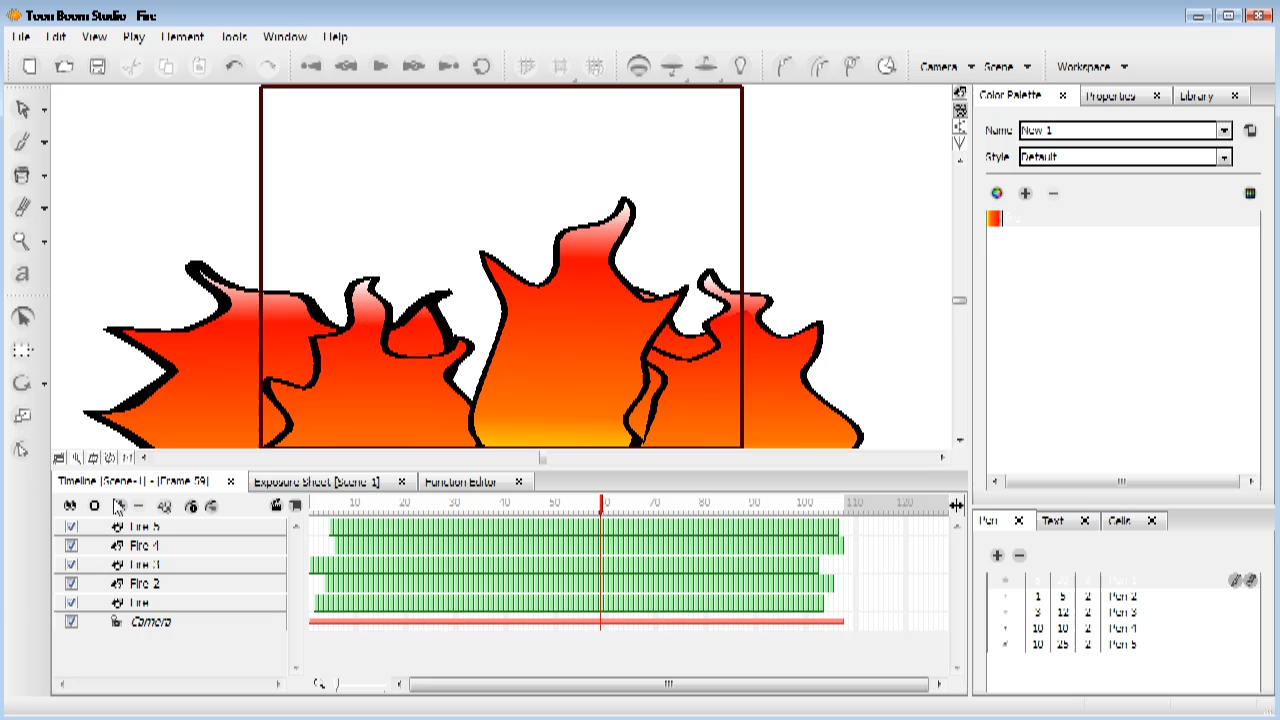 Toon Boom Studio - Fire
File Edit View Play Element Tools Window Help
Camera Scene Workspace
Color Palette Properties Library
Name New 1
Style Default
Timeline [Scene-1] - [Frame 59] Exposure Sheet [Scene 1] Function Editor
10 20 30 40 50 60 70 80 90 100 110 120
Fire 5
Fire 4
Fire 3
Fire 2
Fire
Camera
Pen Text Cells
Pen 1
1 5 2 Pen 2
3 12 2 Pen 3
10 10 2 Pen 4
10 25 2 Pen 5